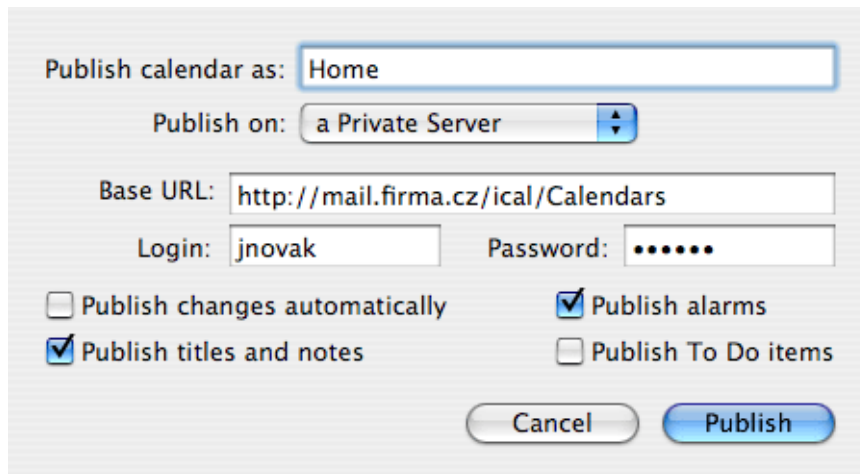 Publish calendar as: Home
Publish on: a Private Server
Base URL: http://mail.firma.cz/ical/Calendars
Login: jnovak Password: ••••••
Publish changes automatically Publish alarms
Publish titles and notes Publish To Do items
Cancel Publish